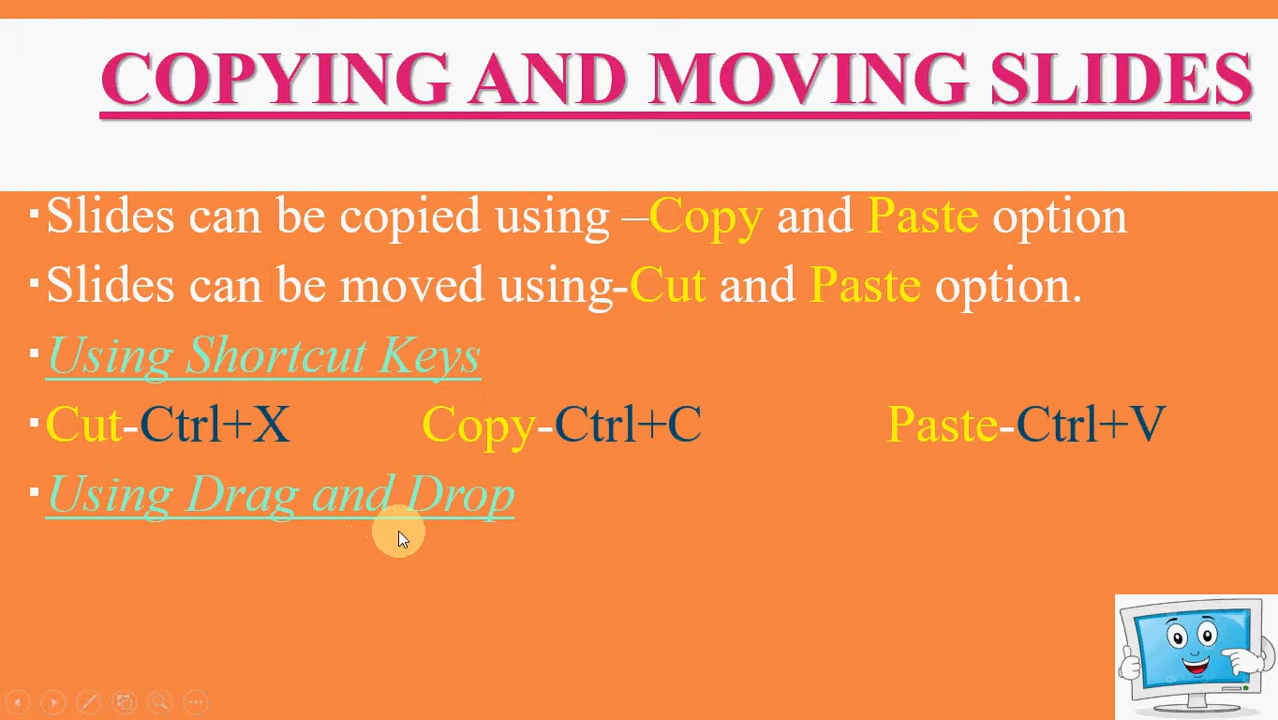 COPYING AND MOVING SLIDES
▪Slides can be copied using –Copy and Paste option
▪Slides can be moved using-Cut and Paste option.
▪Using Shortcut Keys
▪Cut-Ctrl+X Copy-Ctrl+C Paste-Ctrl+V
▪Using Drag and Drop